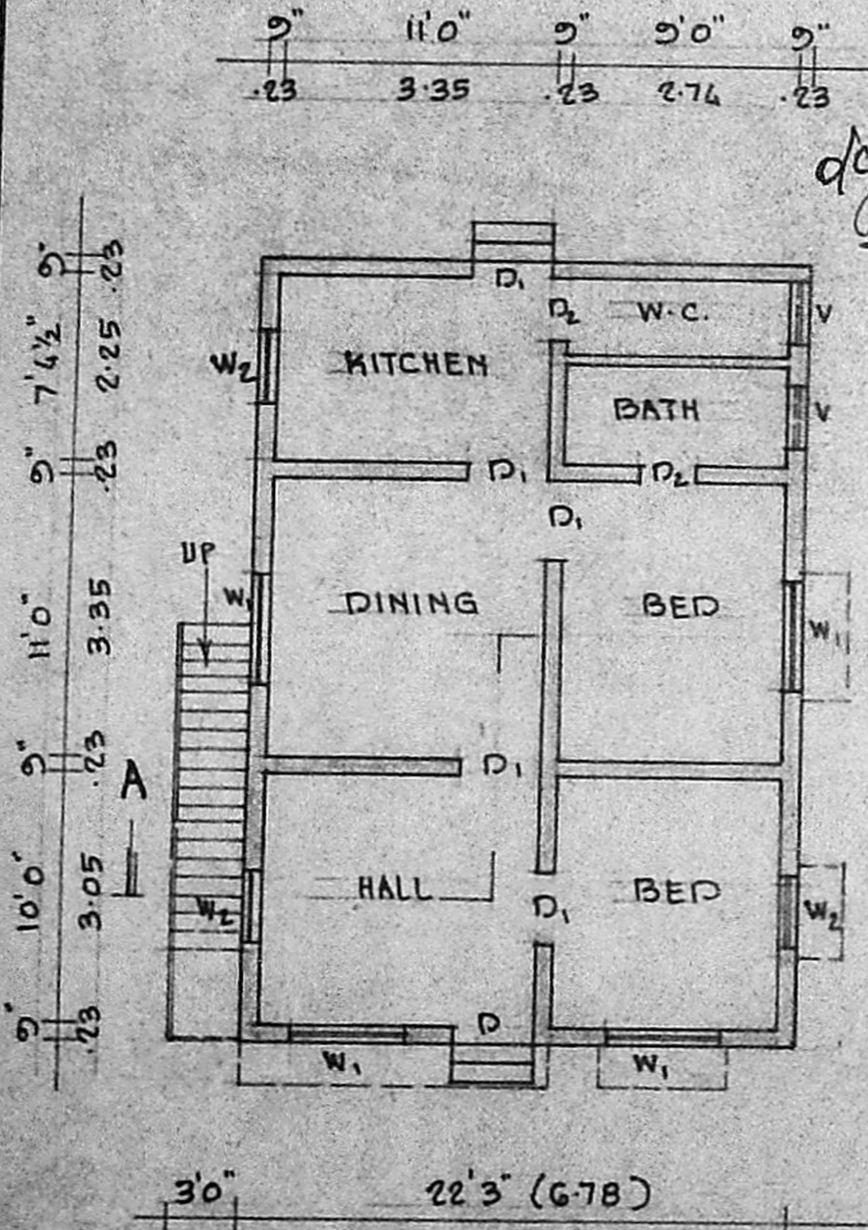 9" 11'0" 9" 9'0" 9"
.23 3.35 .23 2.74 .23
9" .23
7'4½" 2.25
9" .23
11'0" 3.35
9" .23
10'0" 3.05
9" .23
D1
D2 W.C. V
W2 KITCHEN
BATH V
D1 D2
D1
UP
W1 DINING BED W1
D1
A
HALL BED
W2 D1 W2
D
W1 W1
3'0" 22'3" (6.78)